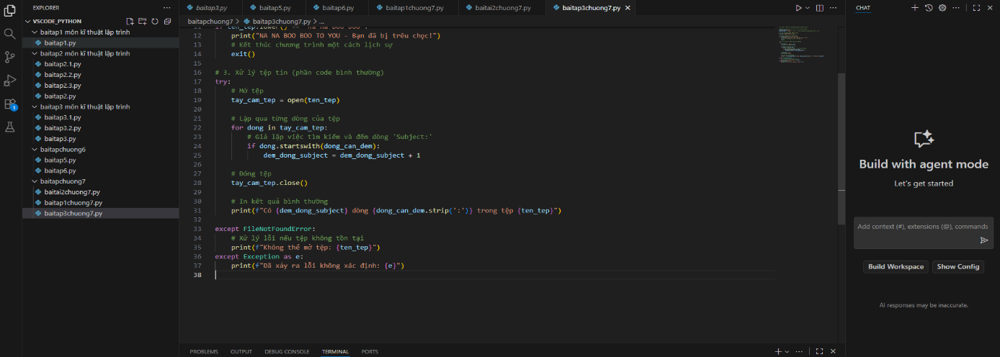 EXPLORER
VSCODE_PYTHON
baitap1 môn kĩ thuật lập trình
baitap1.py
baitap2 môn kĩ thuật lập trình
baitap2.1.py
baitap2.2.py
baitap2.3.py
baitap2.py
baitap3 môn kĩ thuật lập trình
baitap3.1.py
baitap3.2.py
baitap3.py
baitapchuong6
baitap5.py
baitap6.py
baitapchuong7
baitai2chuong7.py
baitap1chuong7.py
baitap3chuong7.py
1
baitap3.py baitap5.py baitap6.py baitap1chuong7.py baitai2chuong7.py baitap3chuong7.py
baitapchuong7 > baitap3chuong7.py > ...
12 print("NA NA BOO BOO TO YOU - Bạn đã bị trêu chọc!")
13 # Kết thúc chương trình một cách lịch sự
14 exit()
15
16 # 3. Xử lý tệp tin (phần code bình thường)
17 try:
18 # Mở tệp
19 tay_cam_tep = open(ten_tep)
20
21 # Lặp qua từng dòng của tệp
22 for dong in tay_cam_tep:
23 # Giả lập việc tìm kiếm và đếm dòng 'Subject:'
24 if dong.startswith(dong_can_dem):
25 dem_dong_subject = dem_dong_subject + 1
26
27 # Đóng tệp
28 tay_cam_tep.close()
29
30 # In kết quả bình thường
31 print(f"Có {dem_dong_subject} dòng {dong_can_dem.strip(':')} trong tệp {ten_tep}")
32
33 except FileNotFoundError:
34 # Xử lý lỗi nếu tệp không tồn tại
35 print(f"Không thể mở tệp: {ten_tep}")
36 except Exception as e:
37 print(f"Đã xảy ra lỗi không xác định: {e}")
38
PROBLEMS OUTPUT DEBUG CONSOLE TERMINAL PORTS
CHAT
Build with agent mode
Let's get started
Add context (#), extensions (@), commands
Build Workspace Show Config
AI responses may be inaccurate.